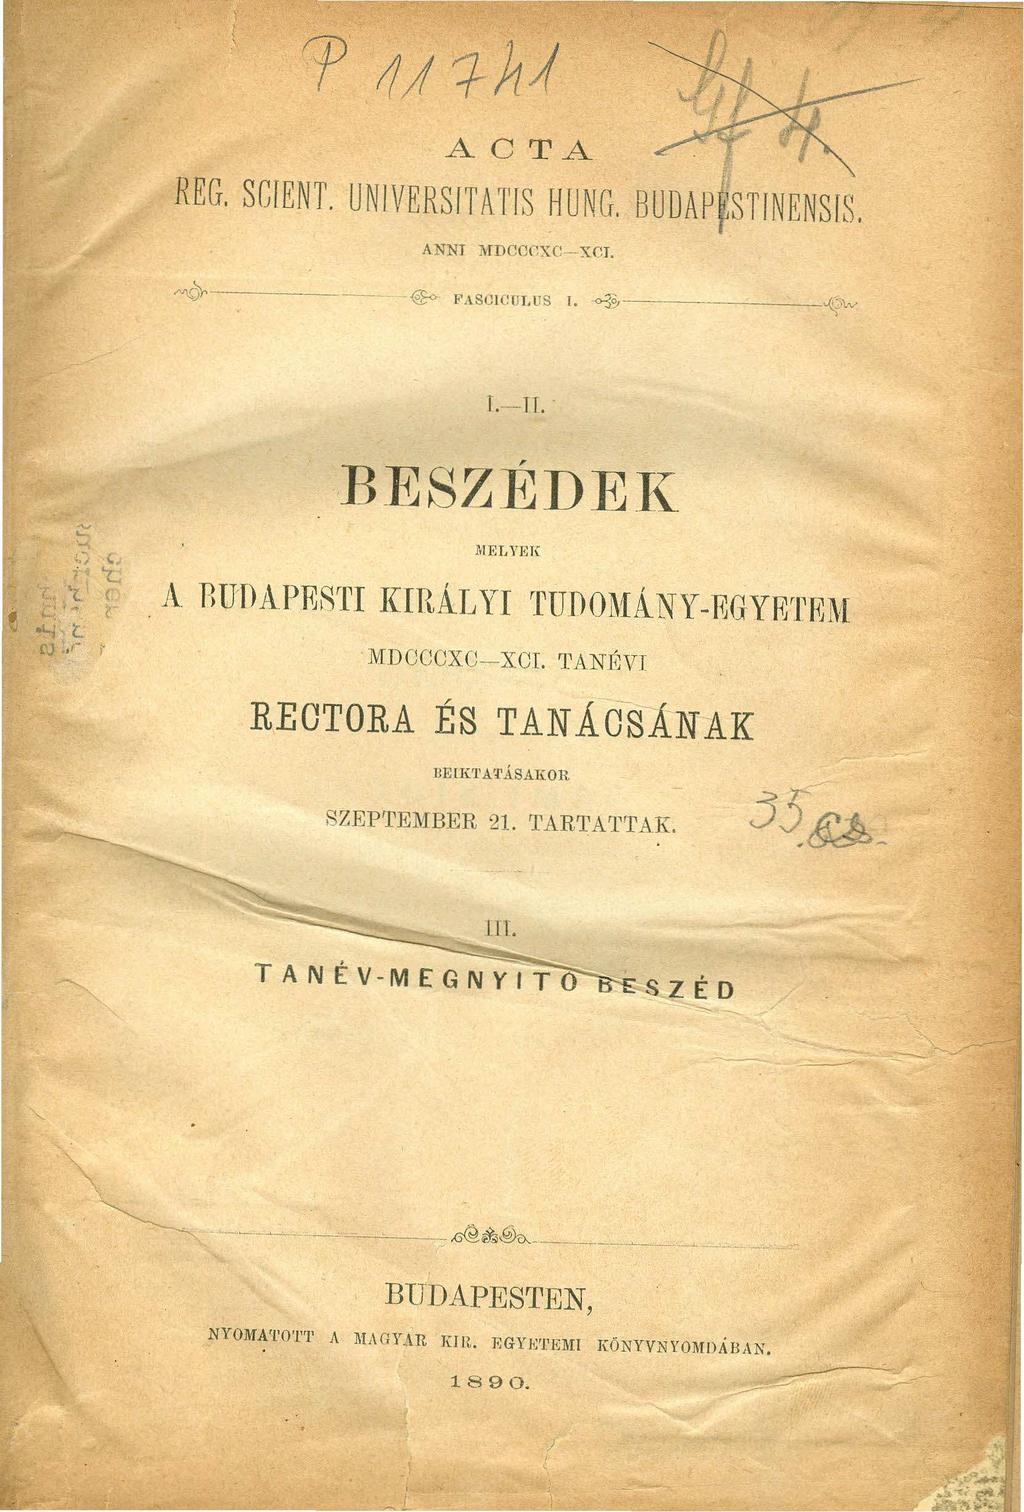 P 11741
ACTA
REG. SCIENT. UNIVERSITATIS HUNG. BUDAPESTINENSIS.
ANNI MDCCCXC—XCI.
FASCICULUS I.
I.—II.
BESZÉDEK
MELYEK
A BUDAPESTI KIRÁLYI TUDOMÁNY-EGYETEM
MDCCCXC—XCI. TANÉVI
RECTORA ÉS TANÁCSÁNAK
BEIKTATÁSAKOR
SZEPTEMBER 21. TARTATTAK.
35
III.
TANÉV-MEGNYITÓ BESZÉD
BUDAPESTEN,
NYOMATOTT A MAGYAR KIR. EGYETEMI KÖNYVNYOMDÁBAN.
1890.